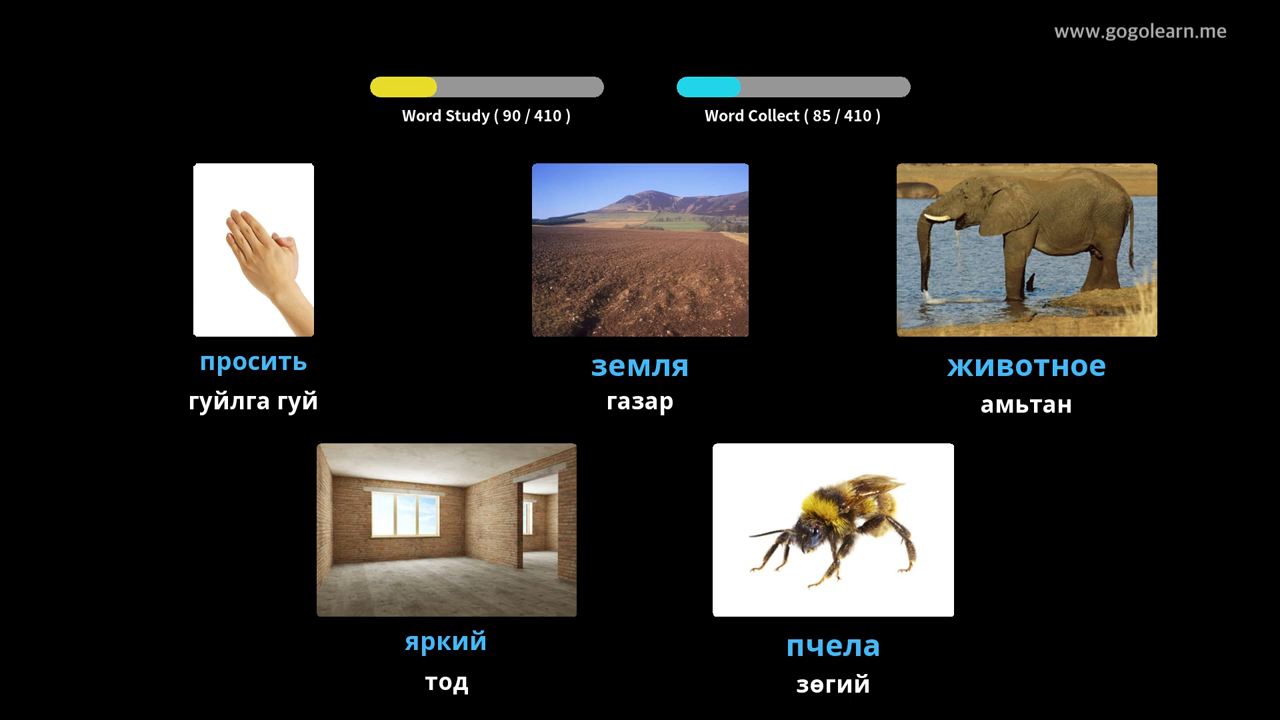 www.gogolearn.me
Word Study ( 90 / 410 )
Word Collect ( 85 / 410 )
просить
гуйлга гуй
земля
газар
животное
амьтан
яркий
тод
пчела
зөгий